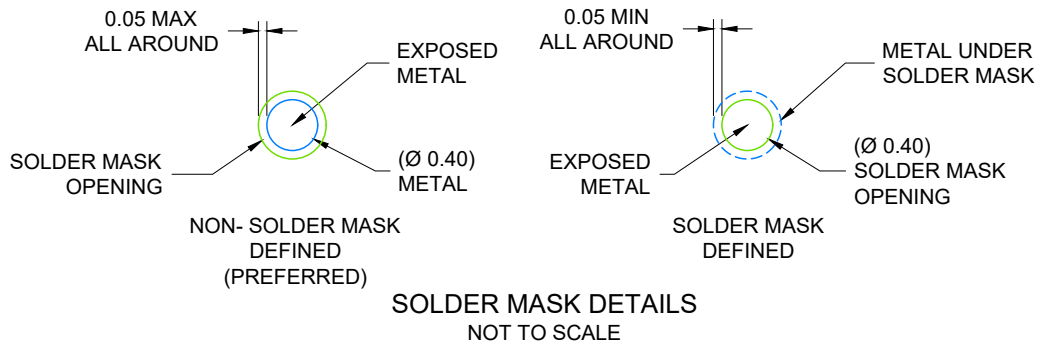 0.05 MAX
ALL AROUND
EXPOSED
METAL
SOLDER MASK
OPENING
(Ø 0.40)
METAL
NON- SOLDER MASK
DEFINED
(PREFERRED)
0.05 MIN
ALL AROUND
METAL UNDER
SOLDER MASK
EXPOSED
METAL
(Ø 0.40)
SOLDER MASK
OPENING
SOLDER MASK
DEFINED
SOLDER MASK DETAILS
NOT TO SCALE